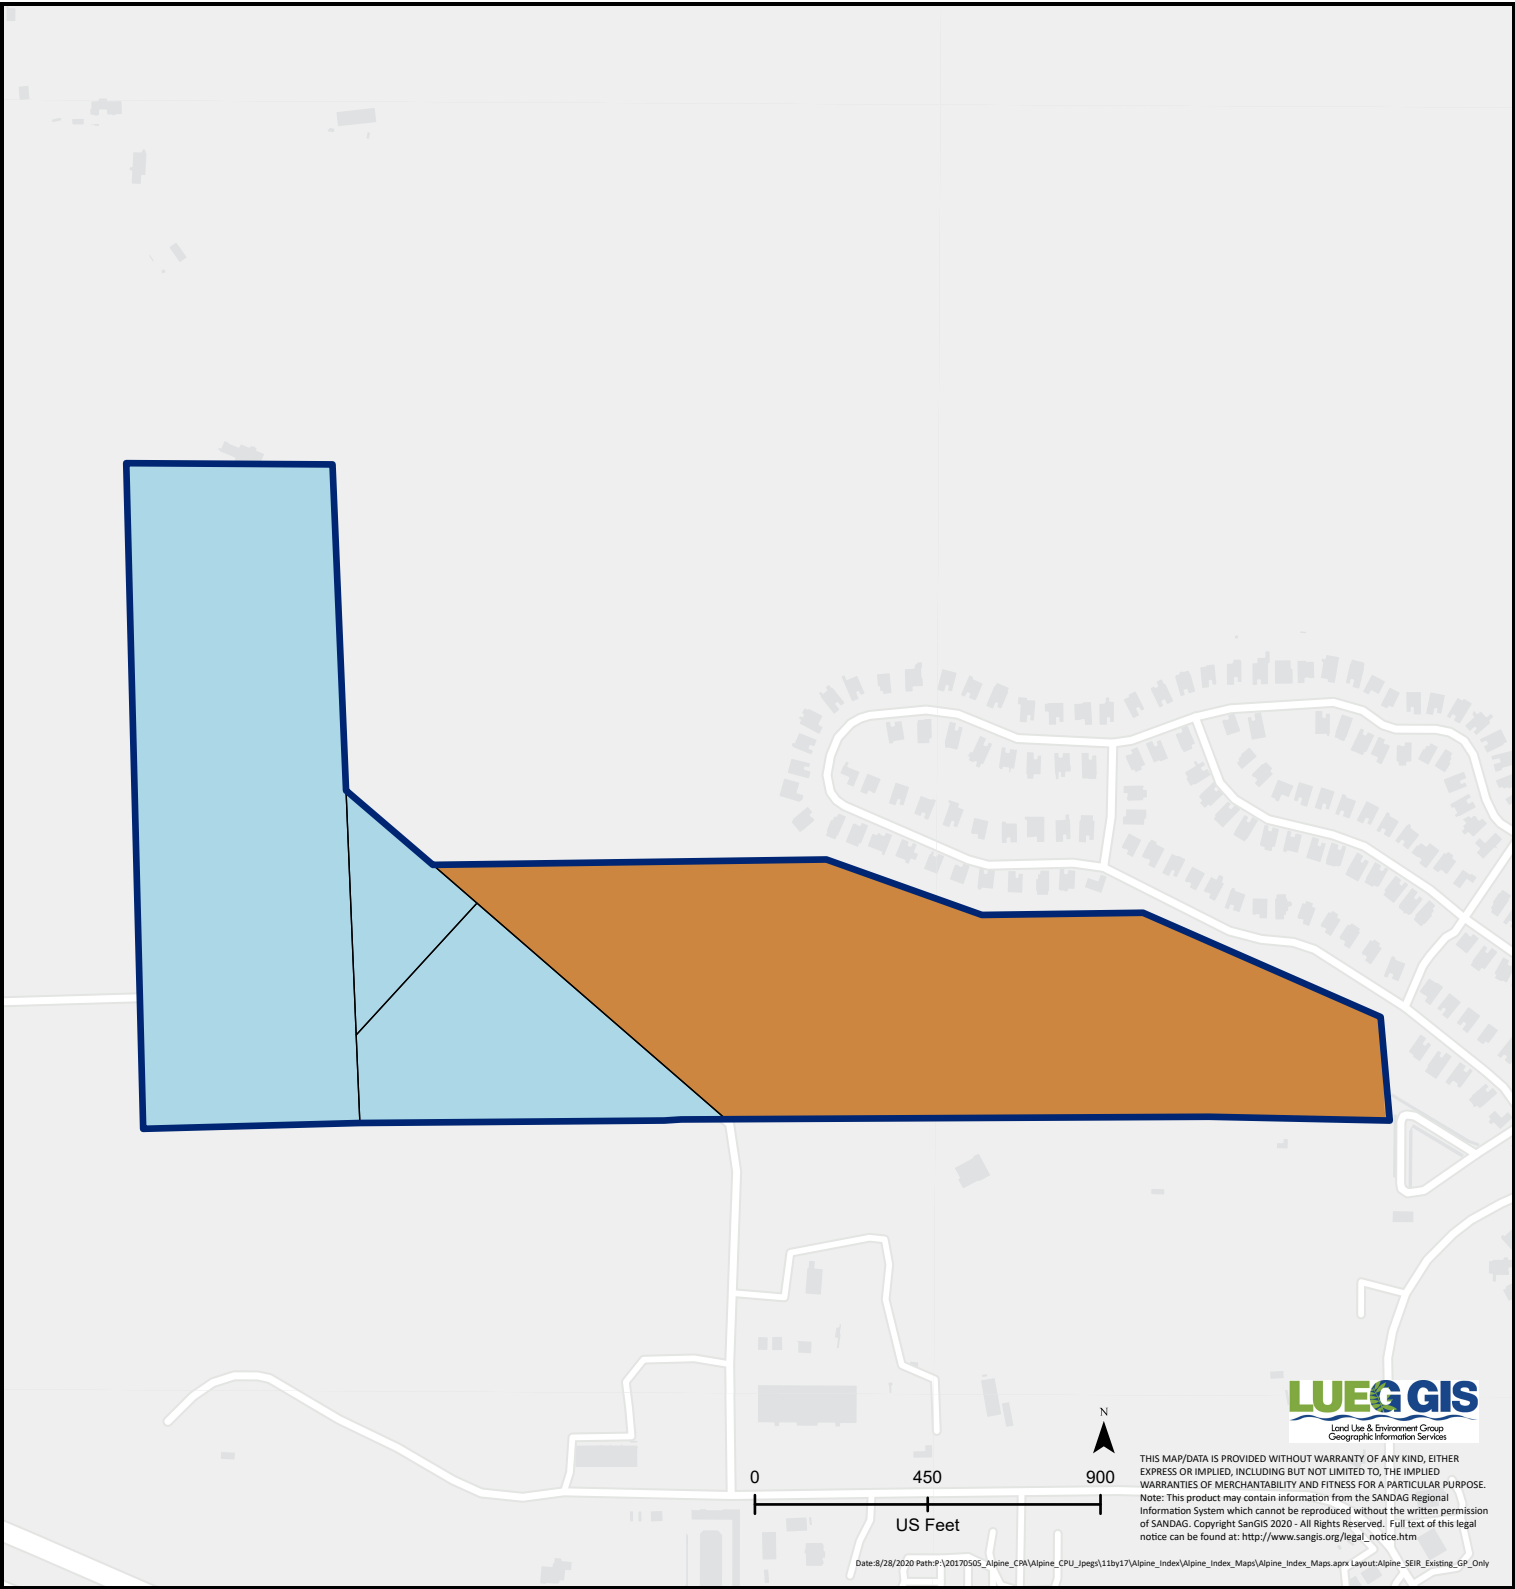 LUEG GIS
Land Use & Environment Group
Geographic Information Services
N
0 450 900
US Feet
THIS MAP/DATA IS PROVIDED WITHOUT WARRANTY OF ANY KIND, EITHER
EXPRESS OR IMPLIED, INCLUDING BUT NOT LIMITED TO, THE IMPLIED
WARRANTIES OF MERCHANTABILITY AND FITNESS FOR A PARTICULAR PURPOSE.
Note: This product may contain information from the SANDAG Regional
Information System which cannot be reproduced without the written permission
of SANDAG. Copyright SanGIS 2020 - All Rights Reserved. Full text of this legal
notice can be found at: http://www.sangis.org/legal_notice.htm
Date:8/28/2020 Path:P:\2017050S_Alpine_CPA\Alpine_CPU_Jpegs\11by17\Alpine_Index\Alpine_Index_Maps\Alpine_Index_Maps.aprx Layout:Alpine_SEIR_Existing_GP_Only